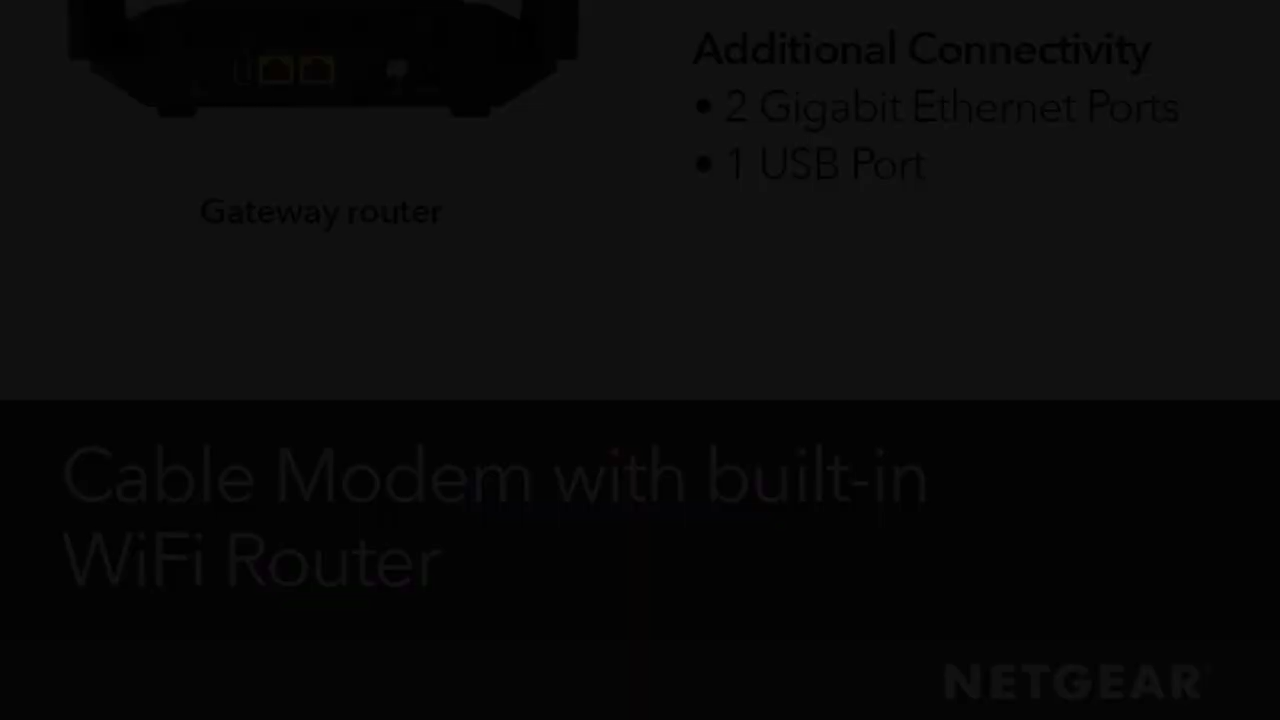 Additional Connectivity
• 2 Gigabit Ethernet Ports
• 1 USB Port
Gateway router
Cable Modem with built-in
WiFi Router
NETGEAR